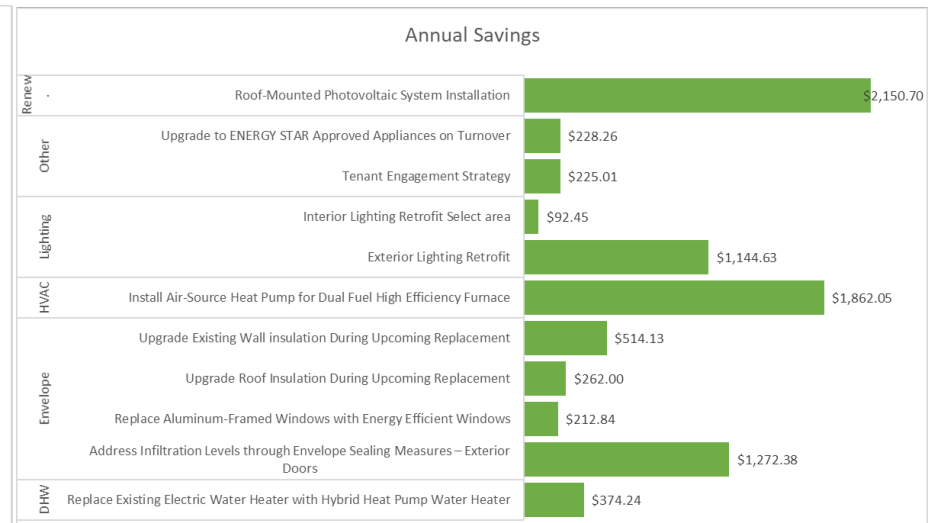 Annual Savings
Renew
-
Roof-Mounted Photovoltaic System Installation
$2,150.70
Other
Upgrade to ENERGY STAR Approved Appliances on Turnover
$228.26
Tenant Engagement Strategy
$225.01
Lighting
Interior Lighting Retrofit Select area
$92.45
Exterior Lighting Retrofit
$1,144.63
HVAC
Install Air-Source Heat Pump for Dual Fuel High Efficiency Furnace
$1,862.05
Envelope
Upgrade Existing Wall insulation During Upcoming Replacement
$514.13
Upgrade Roof Insulation During Upcoming Replacement
$262.00
Replace Aluminum-Framed Windows with Energy Efficient Windows
$212.84
Address Infiltration Levels through Envelope Sealing Measures – Exterior
Doors
$1,272.38
DHW
Replace Existing Electric Water Heater with Hybrid Heat Pump Water Heater
$374.24